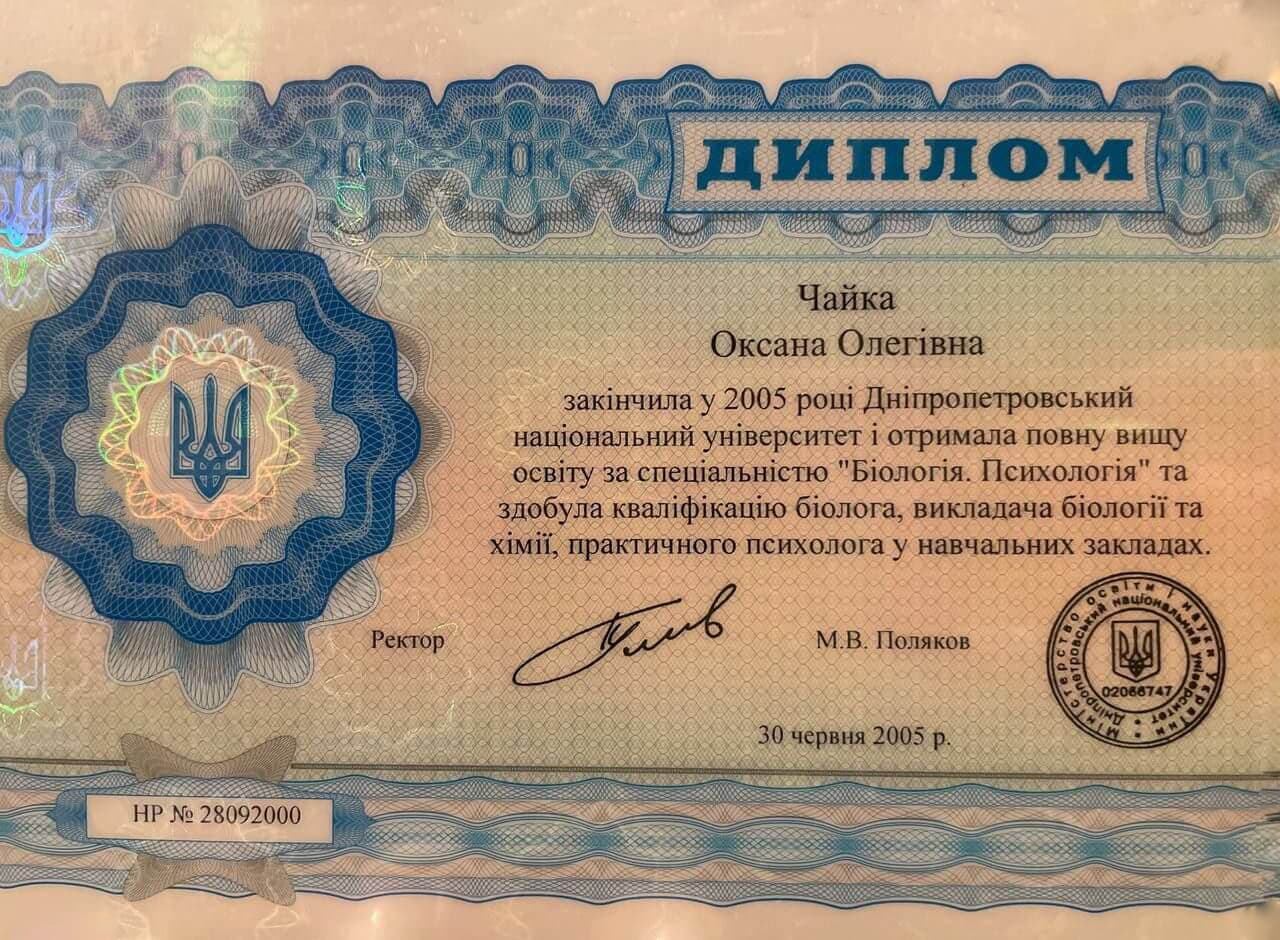 ДИПЛОМ
Чайка
Оксана Олегівна
закінчила у 2005 році Дніпропетровський
національний університет і отримала повну вищу
освіту за спеціальністю "Біологія. Психологія" та
здобула кваліфікацію біолога, викладача біології та
хімії, практичного психолога у навчальних закладах.
Ректор
М.В. Поляков
Міністерство освіти і науки України
Дніпропетровський національний університет
02066747
30 червня 2005 р.
НР № 28092000